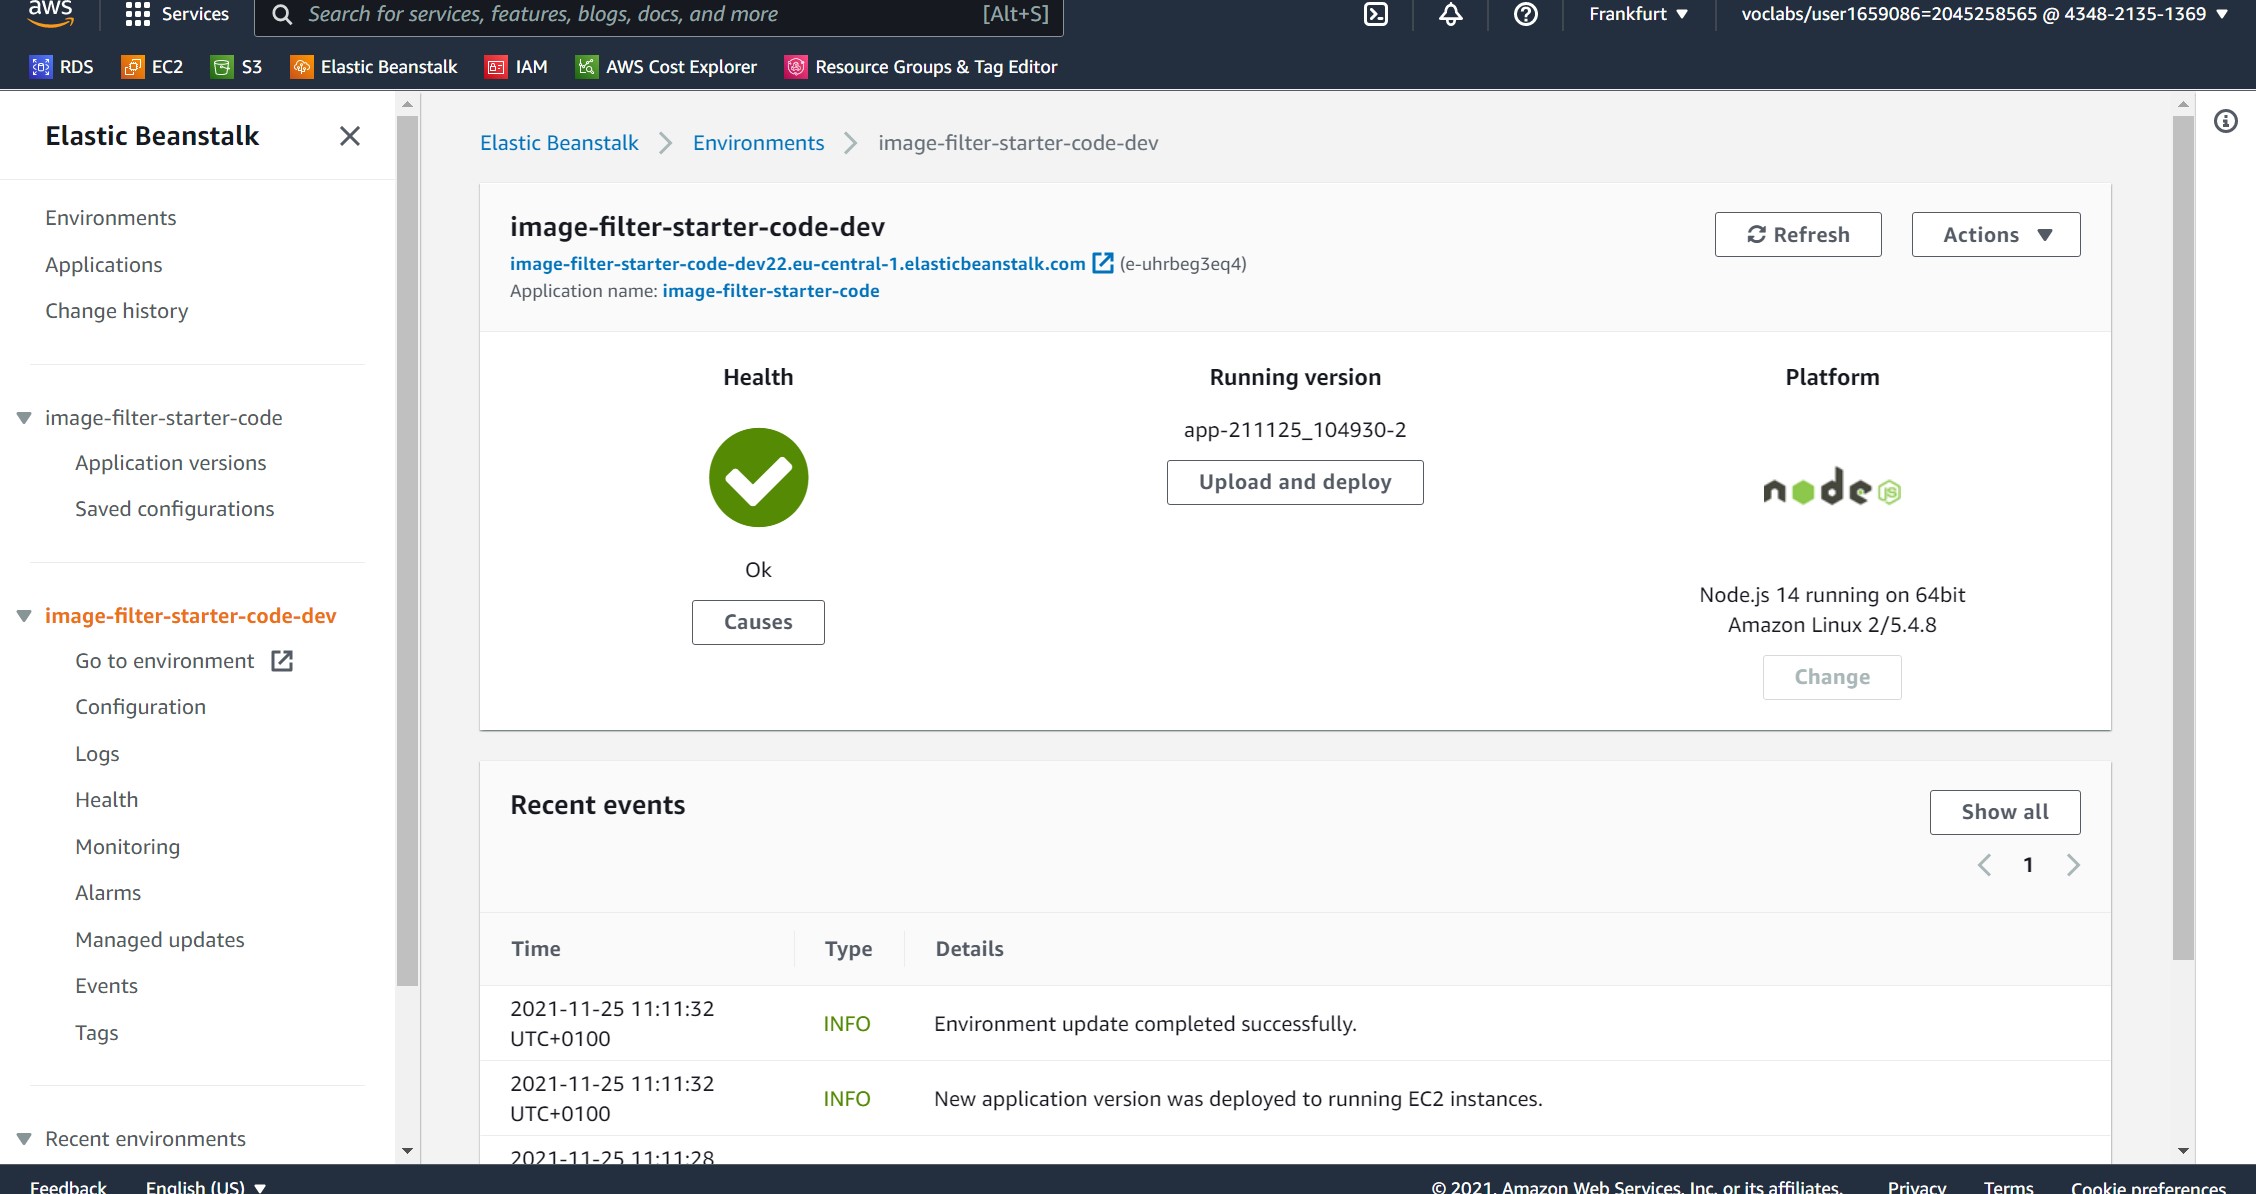 aws
Services
Search for services, features, blogs, docs, and more
[Alt+S]
Frankfurt
voclabs/user1659086=2045258565 @ 4348-2135-1369
RDS
EC2
S3
Elastic Beanstalk
IAM
AWS Cost Explorer
Resource Groups & Tag Editor
Elastic Beanstalk
Environments
Applications
Change history
image-filter-starter-code
Application versions
Saved configurations
image-filter-starter-code-dev
Go to environment
Configuration
Logs
Health
Monitoring
Alarms
Managed updates
Events
Tags
Recent environments
Elastic Beanstalk
Environments
image-filter-starter-code-dev
image-filter-starter-code-dev
image-filter-starter-code-dev22.eu-central-1.elasticbeanstalk.com (e-uhrbeg3eq4)
Application name: image-filter-starter-code
Refresh
Actions
Health
Ok
Causes
Running version
app-211125_104930-2
Upload and deploy
Platform
node JS
Node.js 14 running on 64bit
Amazon Linux 2/5.4.8
Change
Recent events
Show all
1
Time
Type
Details
2021-11-25 11:11:32
UTC+0100
INFO
Environment update completed successfully.
2021-11-25 11:11:32
UTC+0100
INFO
New application version was deployed to running EC2 instances.
2021-11-25 11:11:28
Feedback
English (US)
© 2021, Amazon Web Services, Inc. or its affiliates.
Privacy
Terms
Cookie preferences